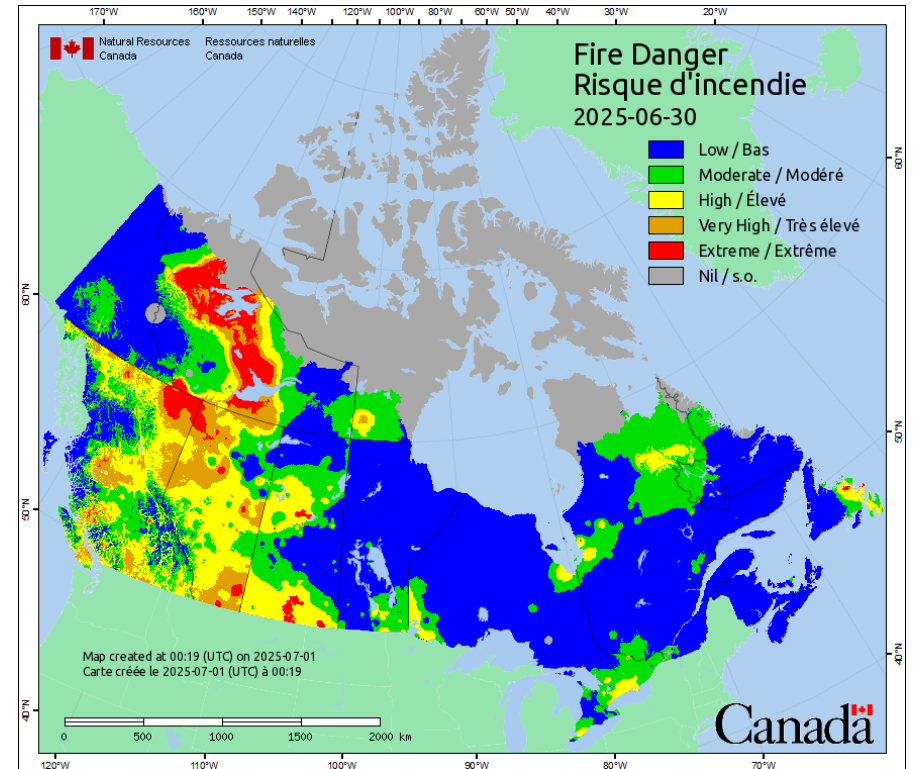 170°W 160°W 150°W 140°W 120°W 100°W 80°W 60°W 50°W 40°W 30°W 20°W
Natural Resources Ressources naturelles
Canada Canada
Fire Danger
Risque d'incendie
2025-06-30
Low / Bas
Moderate / Modéré
High / Élevé
Very High / Très élevé
Extreme / Extrême
Nil / s.o.
60°N
60°N
50°N
50°N
40°N
40°N
Map created at 00:19 (UTC) on 2025-07-01
Carte créée le 2025-07-01 (UTC) à 00:19
0 500 1000 1500 2000 km
Canada
120°W 110°W 100°W 90°W 80°W 70°W